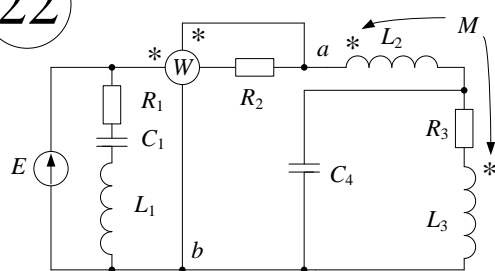 22
* M
* W * a * L₂
R₁ R₂
C₁ R₃
E C₄ *
L₁ L₃
b